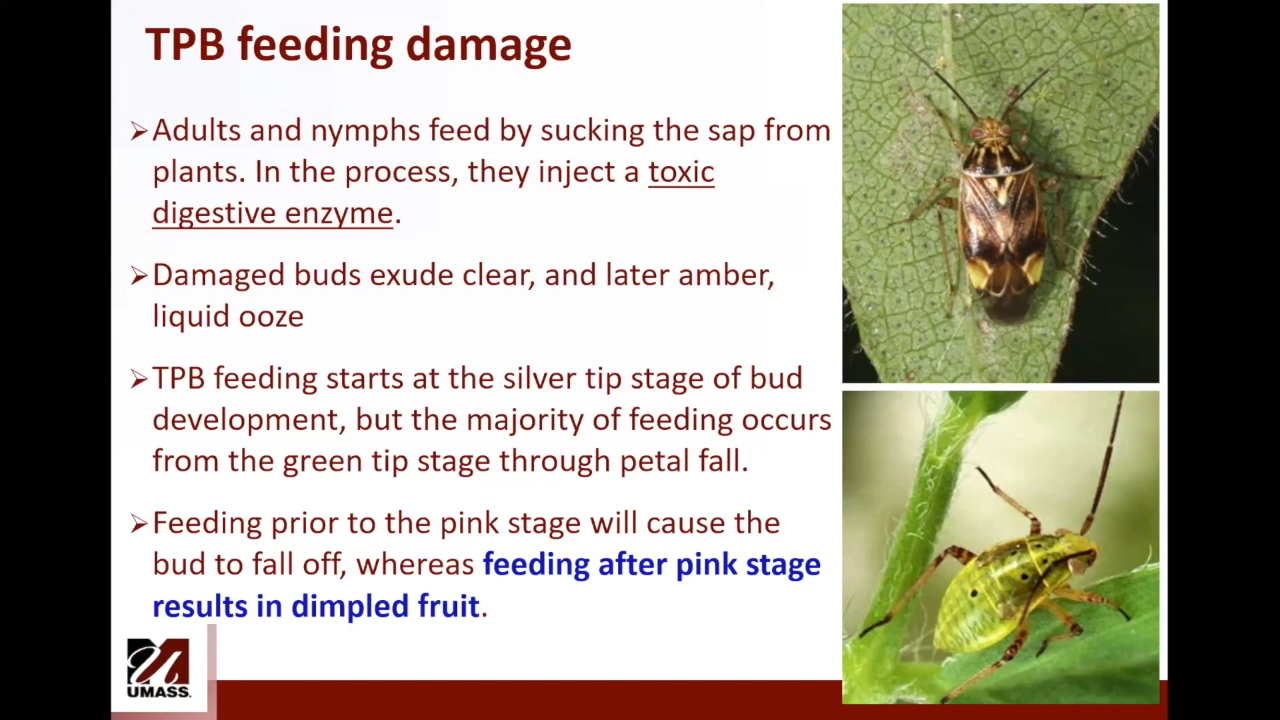 TPB feeding damage
➢Adults and nymphs feed by sucking the sap from
plants. In the process, they inject a toxic
digestive enzyme.
➢Damaged buds exude clear, and later amber,
liquid ooze
➢TPB feeding starts at the silver tip stage of bud
development, but the majority of feeding occurs
from the green tip stage through petal fall.
➢Feeding prior to the pink stage will cause the
bud to fall off, whereas feeding after pink stage
results in dimpled fruit.
UMASS.